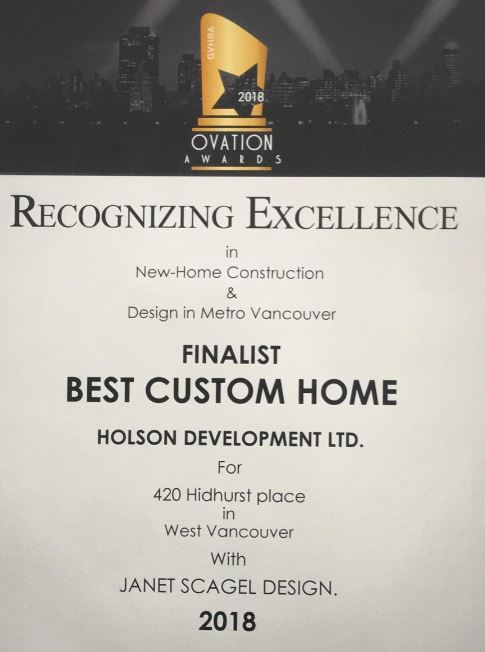 GVHBA
2018
OVATION
AWARDS
RECOGNIZING EXCELLENCE
in
New-Home Construction
&
Design in Metro Vancouver
FINALIST
BEST CUSTOM HOME
HOLSON DEVELOPMENT LTD.
For
420 Hidhurst place
in
West Vancouver
With
JANET SCAGEL DESIGN.
2018